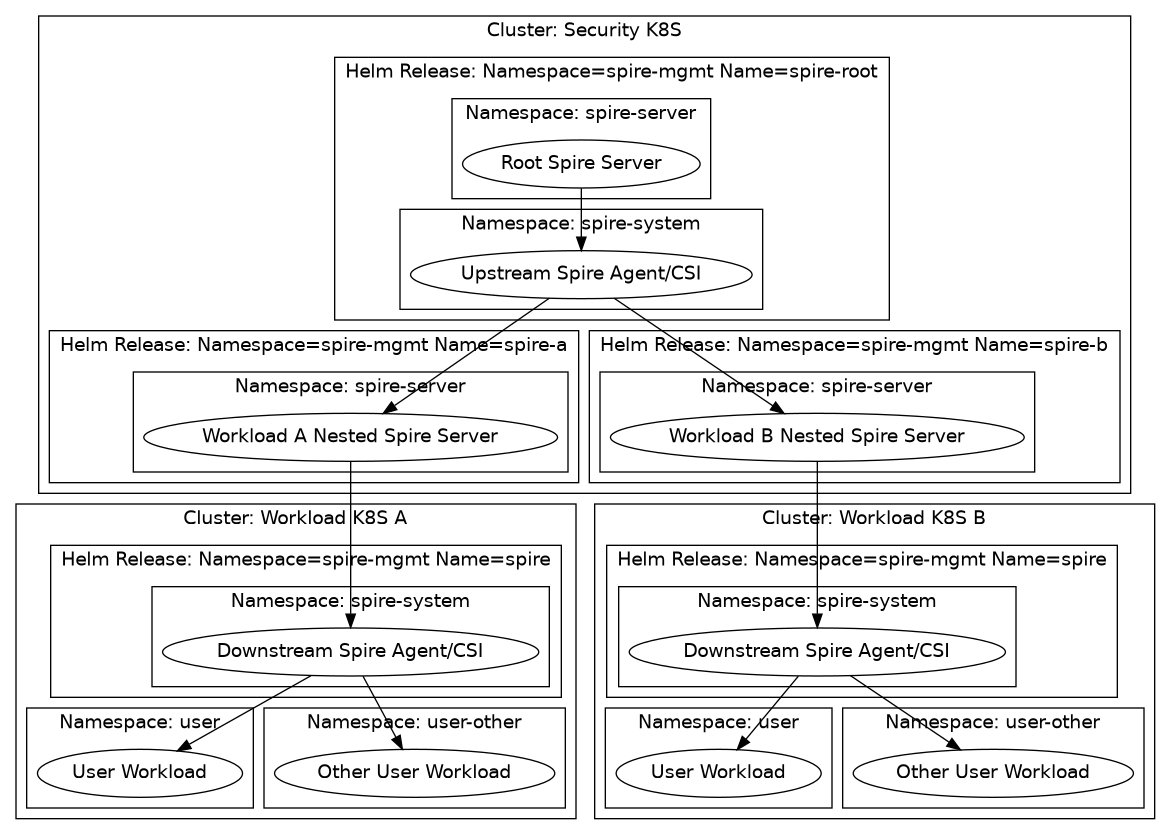 Cluster: Security K8S
Helm Release: Namespace=spire-mgmt Name=spire-root
Namespace: spire-server
Root Spire Server
Namespace: spire-system
Upstream Spire Agent/CSI
Helm Release: Namespace=spire-mgmt Name=spire-a
Namespace: spire-server
Workload A Nested Spire Server
Helm Release: Namespace=spire-mgmt Name=spire-b
Namespace: spire-server
Workload B Nested Spire Server
Cluster: Workload K8S A
Helm Release: Namespace=spire-mgmt Name=spire
Namespace: spire-system
Downstream Spire Agent/CSI
Namespace: user
User Workload
Namespace: user-other
Other User Workload
Cluster: Workload K8S B
Helm Release: Namespace=spire-mgmt Name=spire
Namespace: spire-system
Downstream Spire Agent/CSI
Namespace: user
User Workload
Namespace: user-other
Other User Workload